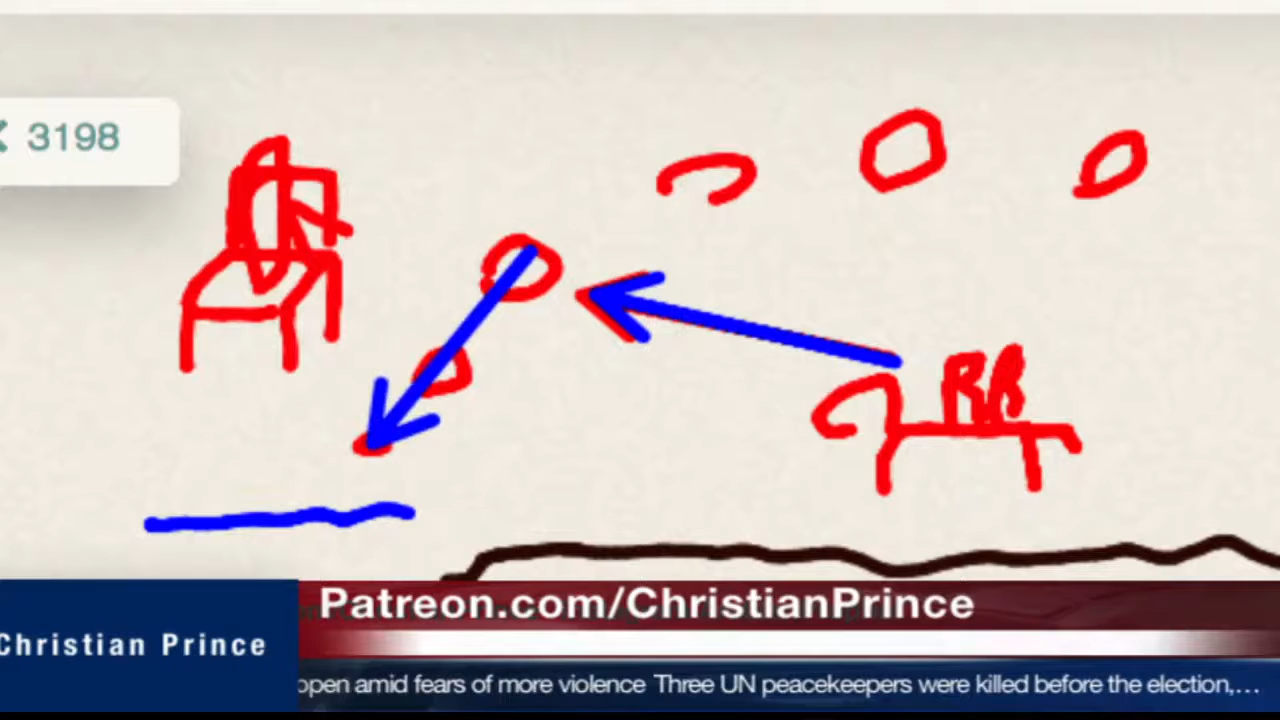 3198
Patreon.com/ChristianPrince
Christian Prince
open amid fears of more violence Three UN peacekeepers were killed before the election,...